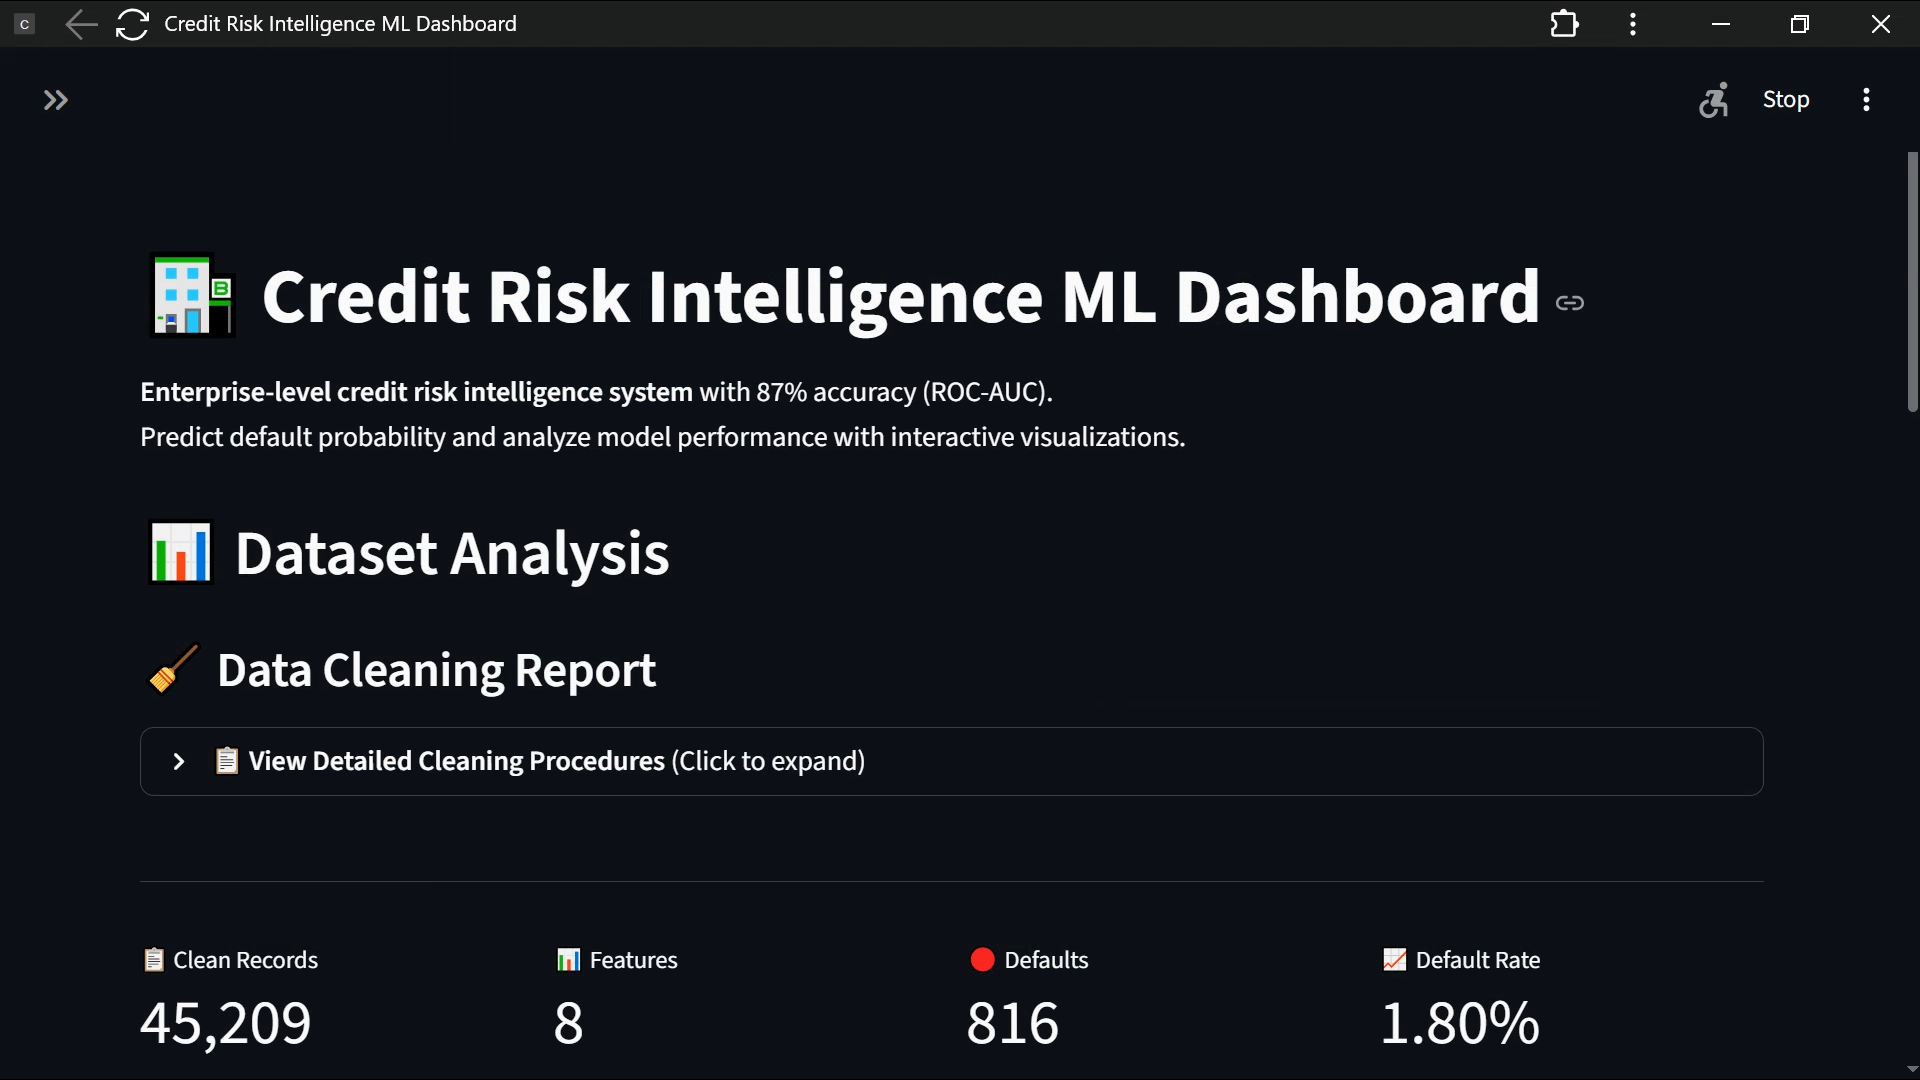 C
Credit Risk Intelligence ML Dashboard
Stop
B
Credit Risk Intelligence ML Dashboard
Enterprise-level credit risk intelligence system with 87% accuracy (ROC-AUC).
Predict default probability and analyze model performance with interactive visualizations.
Dataset Analysis
Data Cleaning Report
View Detailed Cleaning Procedures (Click to expand)
Clean Records
45,209
Features
8
Defaults
816
Default Rate
1.80%